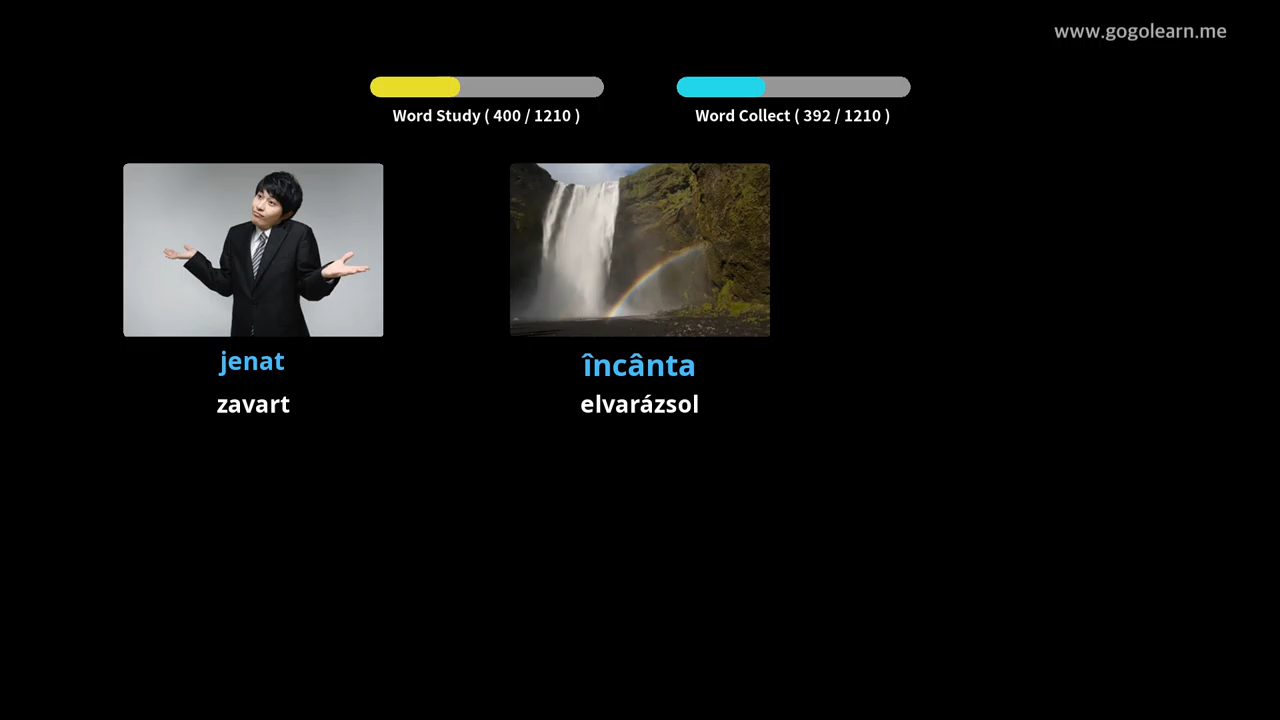 www.gogolearn.me
Word Study ( 400 / 1210 )
Word Collect ( 392 / 1210 )
jenat
zavart
încânta
elvarázsol